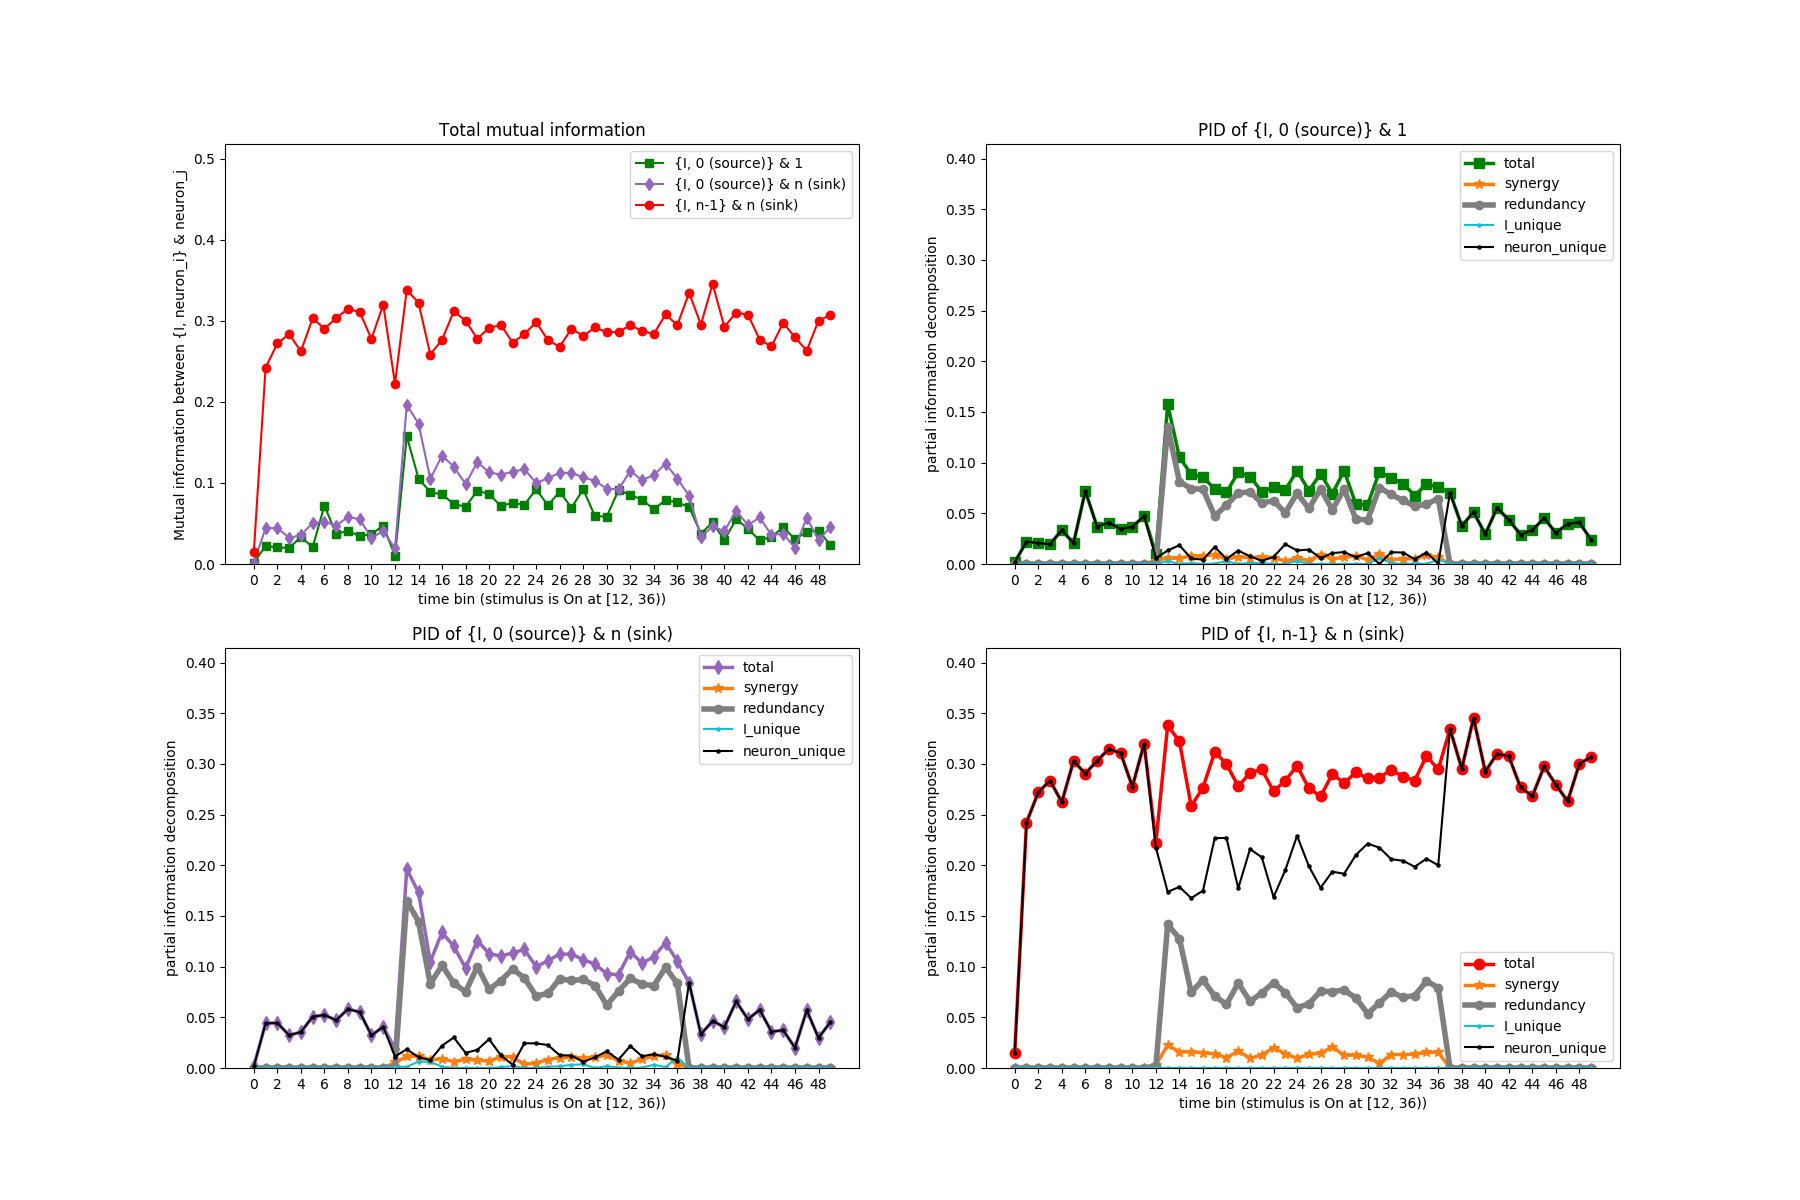 Total mutual information
Mutual information between {I, neuron_i} & neuron_j
0.5
0.4
0.3
0.2
0.1
0.0
{I, 0 (source)} & 1
{I, 0 (source)} & n (sink)
{I, n-1} & n (sink)
0 2 4 6 8 10 12 14 16 18 20 22 24 26 28 30 32 34 36 38 40 42 44 46 48
time bin (stimulus is On at [12, 36))
PID of {I, 0 (source)} & 1
partial information decomposition
0.40
0.35
0.30
0.25
0.20
0.15
0.10
0.05
0.00
total
synergy
redundancy
I_unique
neuron_unique
0 2 4 6 8 10 12 14 16 18 20 22 24 26 28 30 32 34 36 38 40 42 44 46 48
time bin (stimulus is On at [12, 36))
PID of {I, 0 (source)} & n (sink)
partial information decomposition
0.40
0.35
0.30
0.25
0.20
0.15
0.10
0.05
0.00
total
synergy
redundancy
I_unique
neuron_unique
0 2 4 6 8 10 12 14 16 18 20 22 24 26 28 30 32 34 36 38 40 42 44 46 48
time bin (stimulus is On at [12, 36))
PID of {I, n-1} & n (sink)
partial information decomposition
0.40
0.35
0.30
0.25
0.20
0.15
0.10
0.05
0.00
total
synergy
redundancy
I_unique
neuron_unique
0 2 4 6 8 10 12 14 16 18 20 22 24 26 28 30 32 34 36 38 40 42 44 46 48
time bin (stimulus is On at [12, 36))